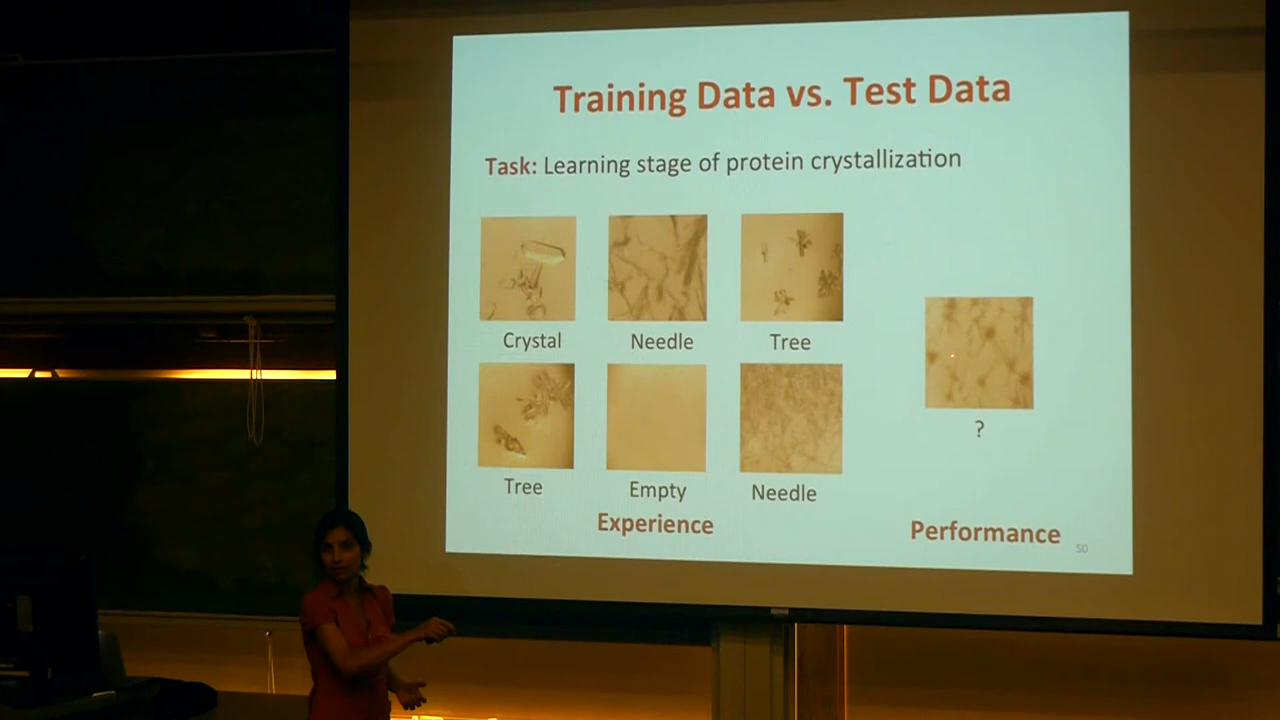 Training Data vs. Test Data
Task: Learning stage of protein crystallization
Crystal
Needle
Tree
Tree
Empty
Needle
?
Experience
Performance
50